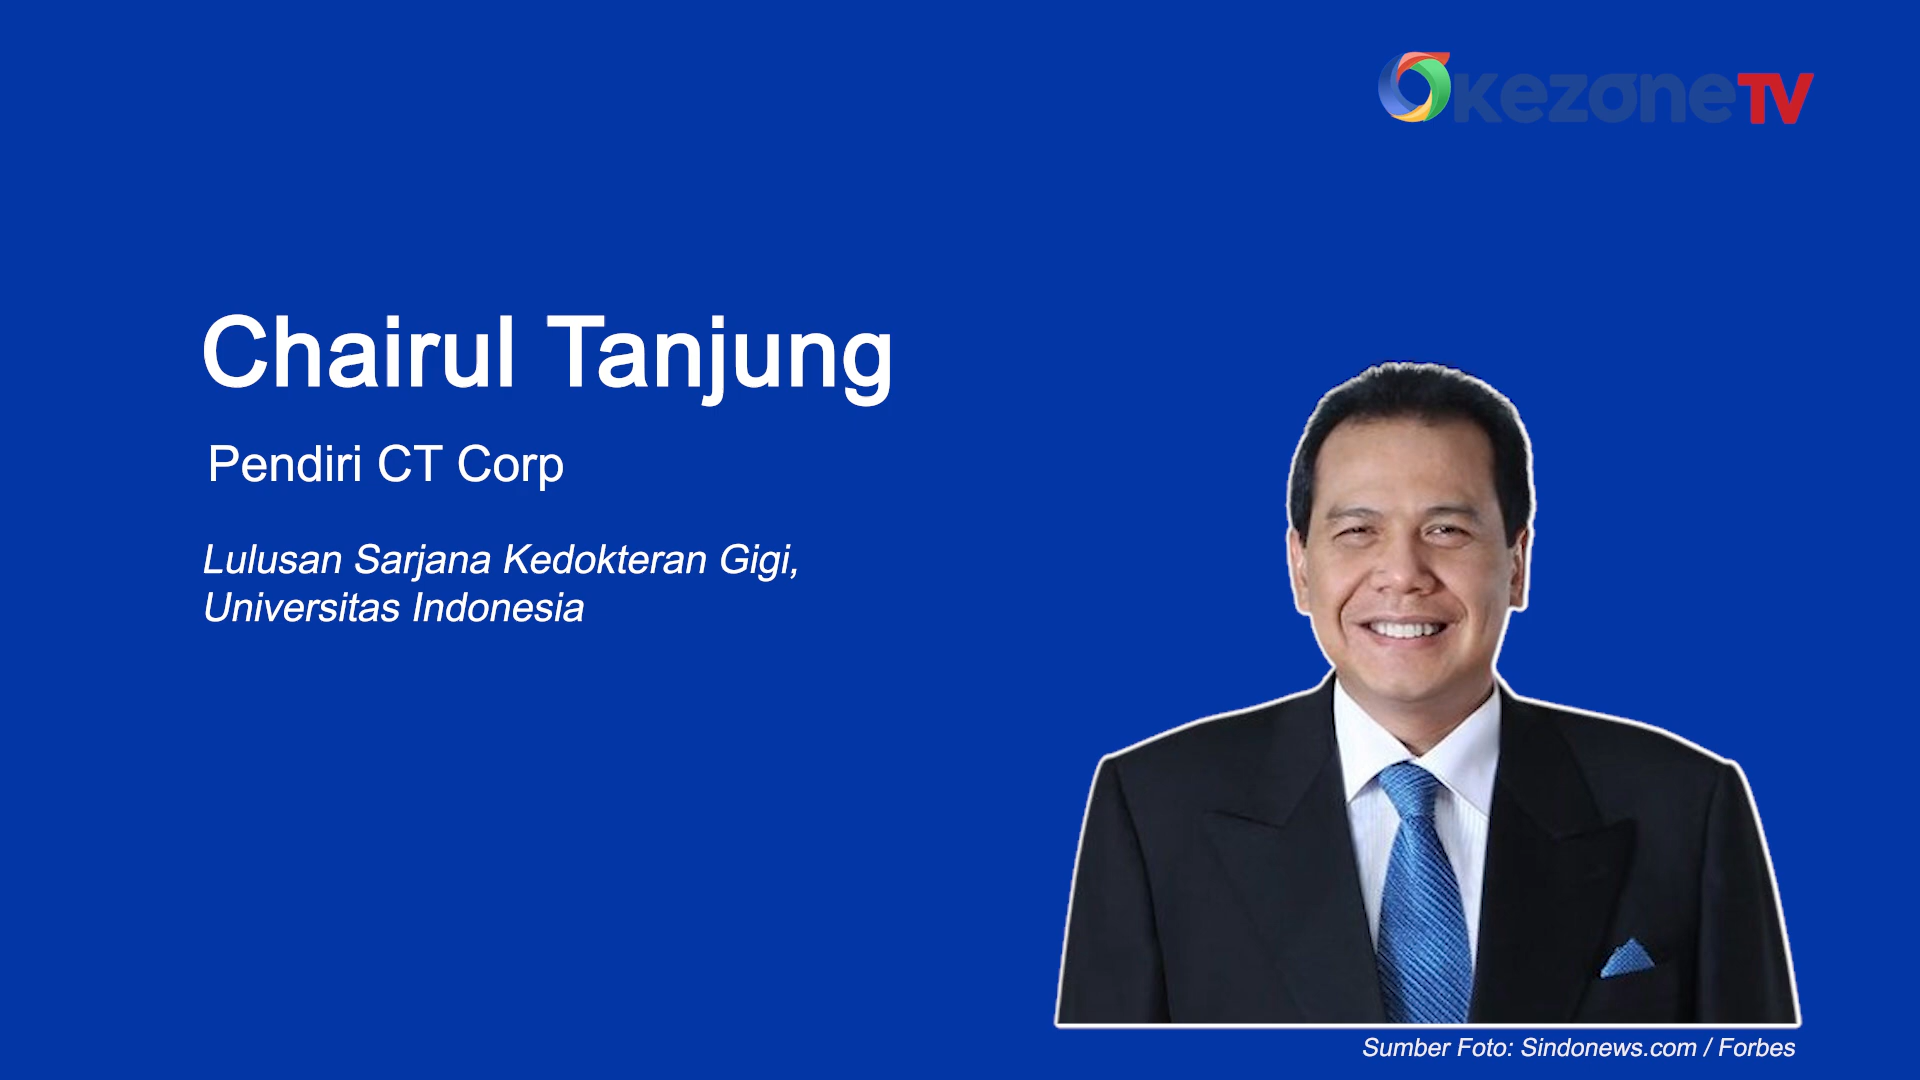 OkezoneTV
Chairul Tanjung
Pendiri CT Corp
Lulusan Sarjana Kedokteran Gigi,
Universitas Indonesia
Sumber Foto: Sindonews.com / Forbes